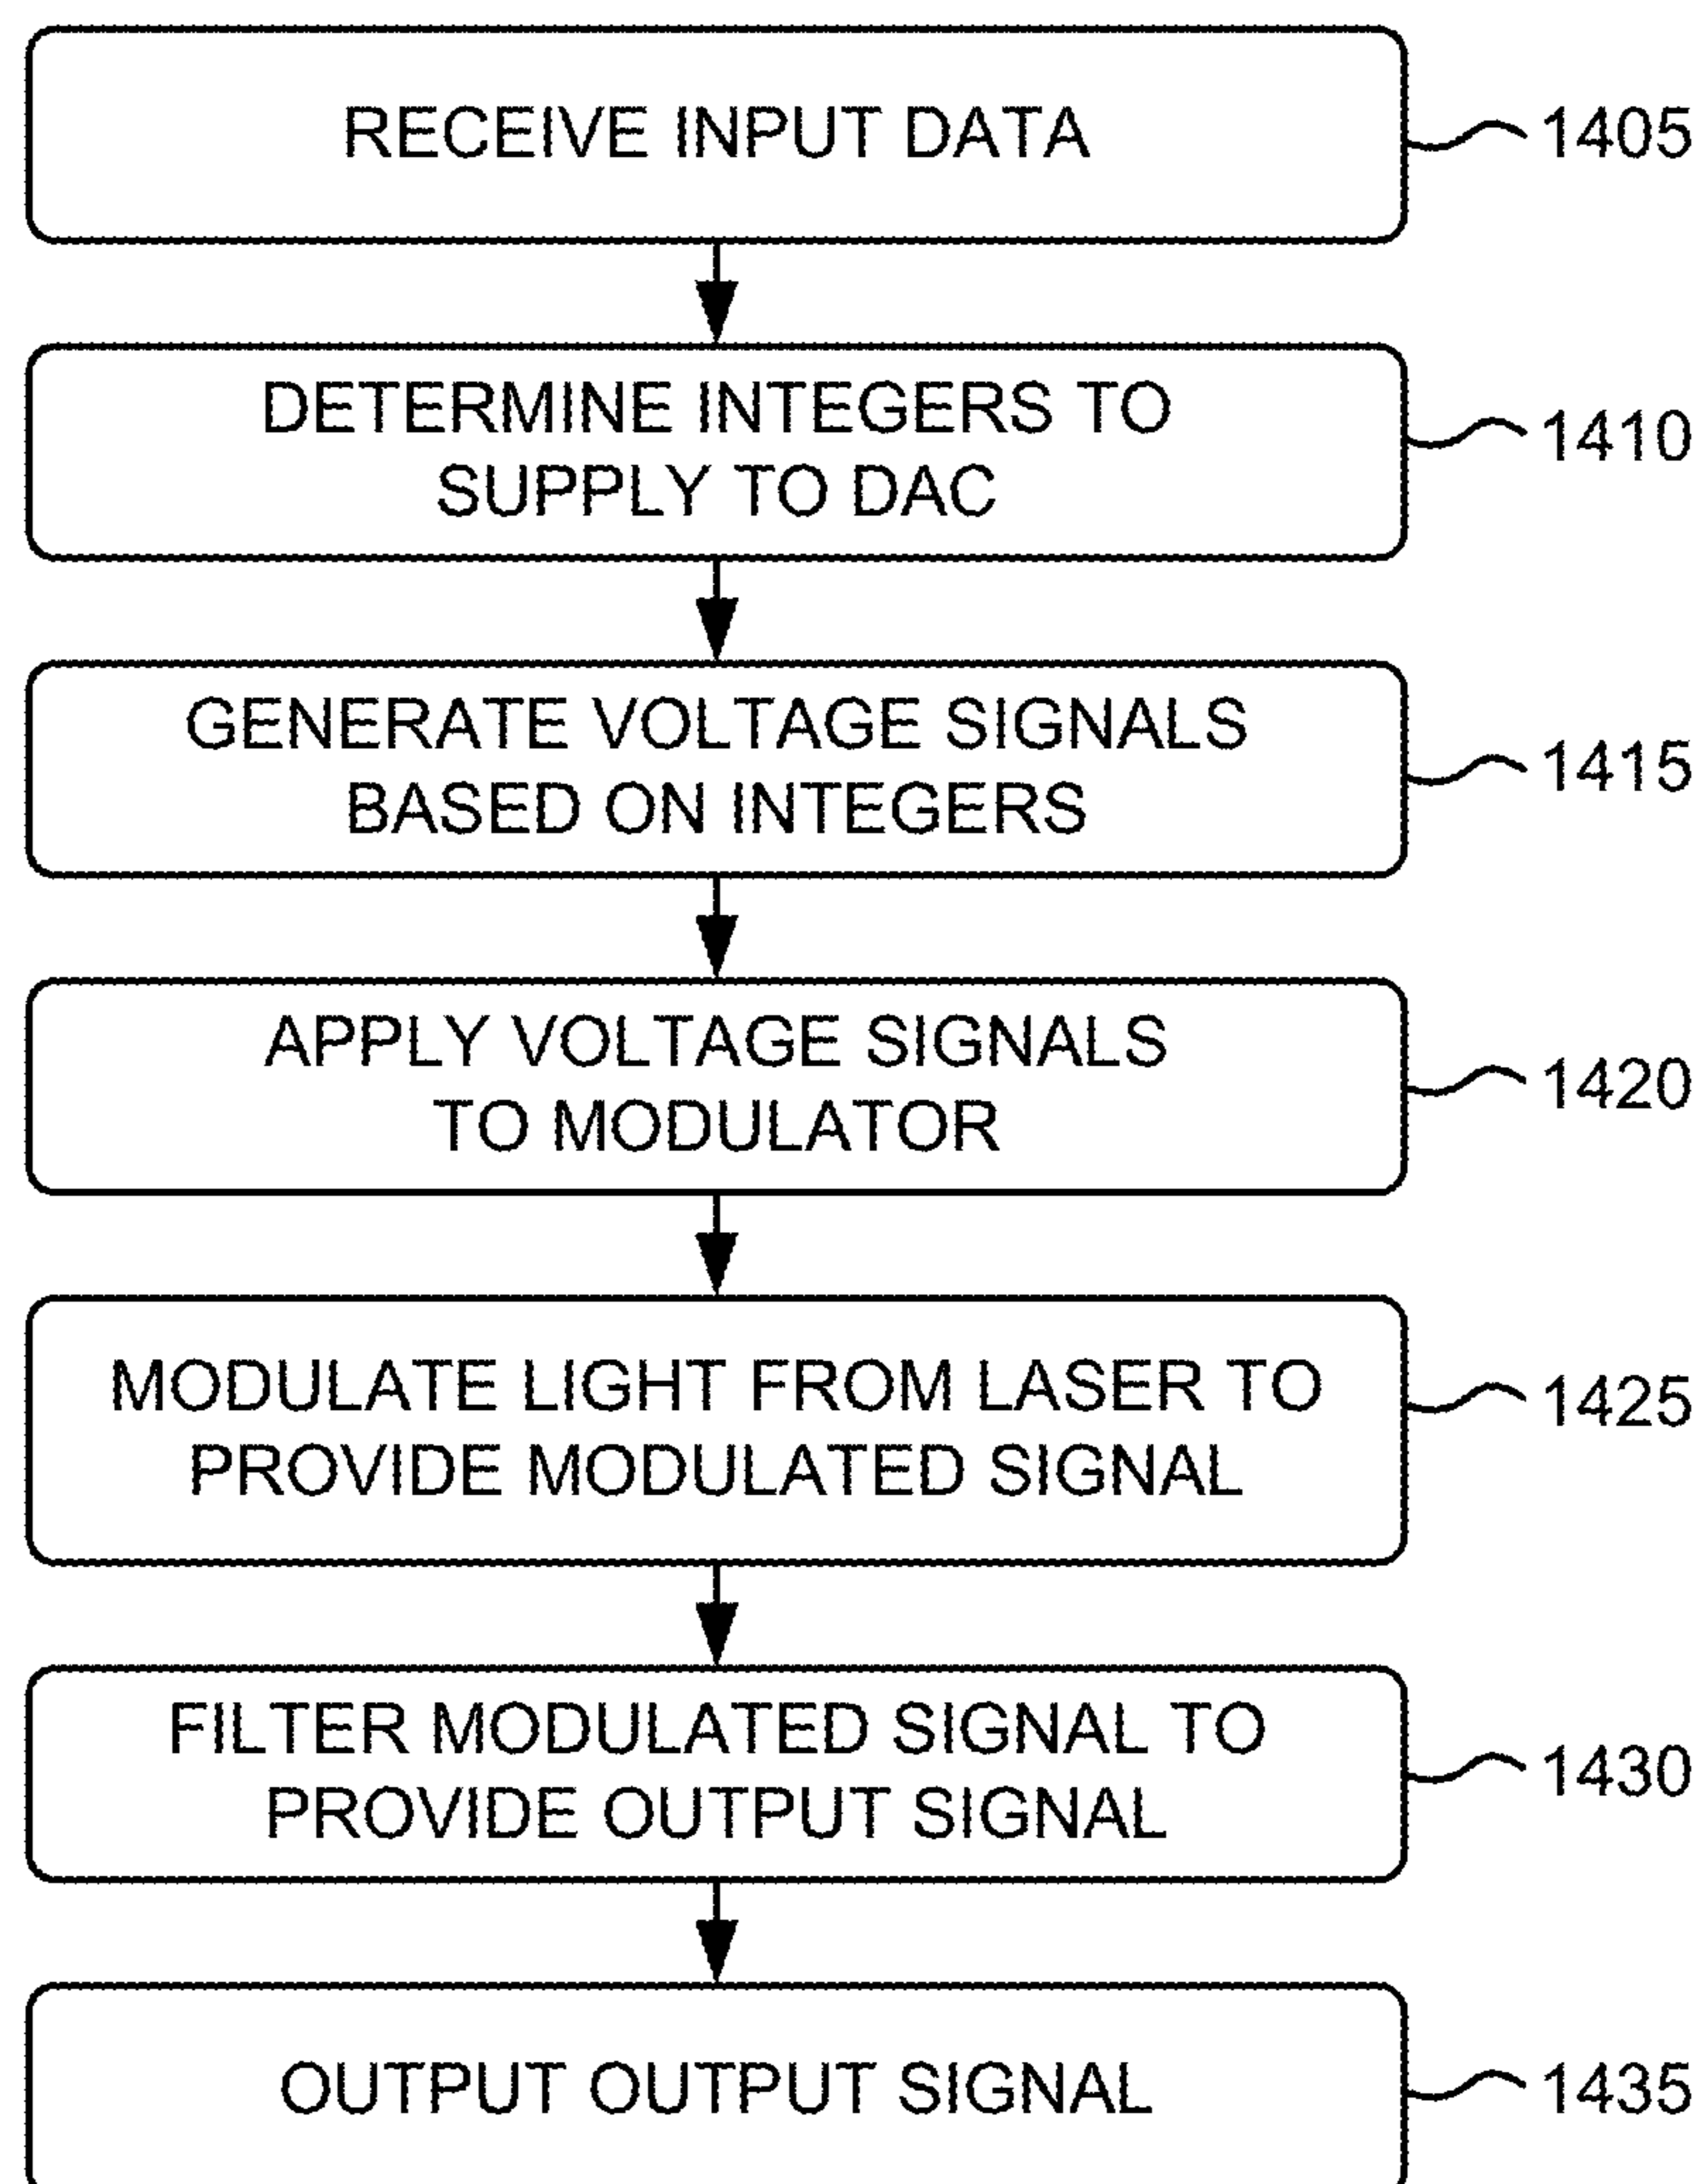 RECEIVE INPUT DATA
1405
DETERMINE INTEGERS TO
SUPPLY TO DAC
1410
GENERATE VOLTAGE SIGNALS
BASED ON INTEGERS
1415
APPLY VOLTAGE SIGNALS
TO MODULATOR
1420
MODULATE LIGHT FROM LASER TO
PROVIDE MODULATED SIGNAL
1425
FILTER MODULATED SIGNAL TO
PROVIDE OUTPUT SIGNAL
1430
OUTPUT OUTPUT SIGNAL
1435